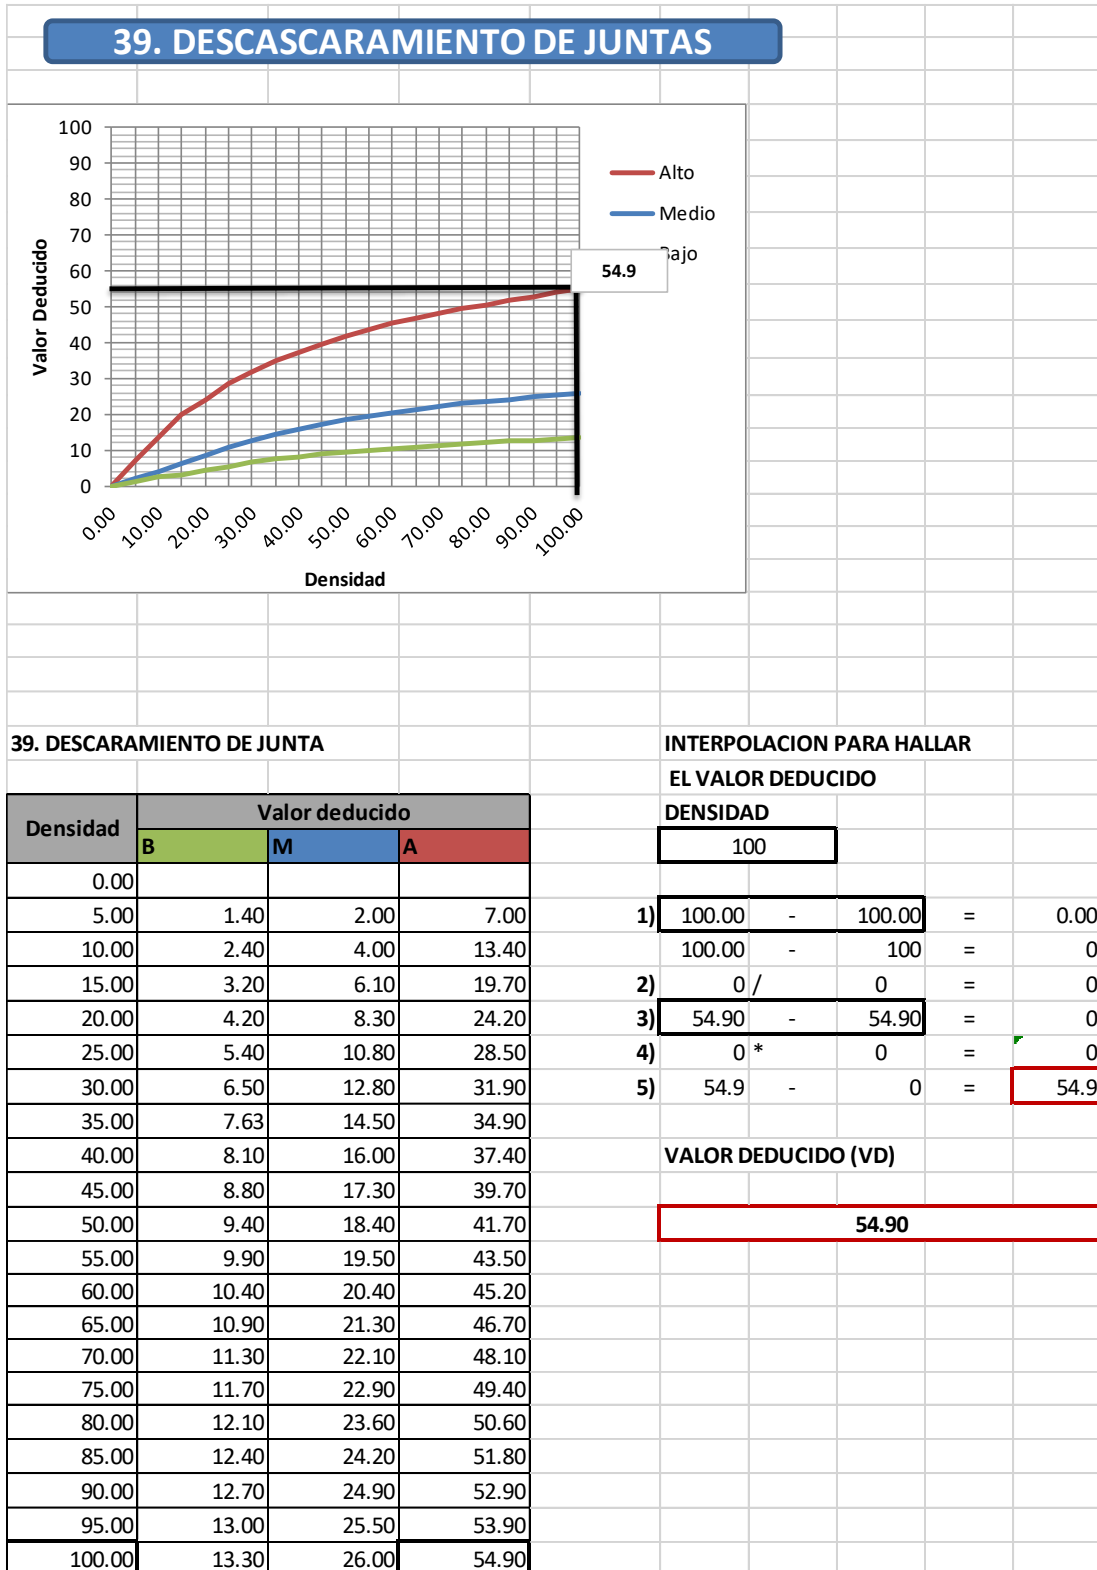 39. DESCASCARAMIENTO DE JUNTAS
100
90
80
70
60
50
40
30
20
10
0
Valor Deducido
0.00 10.00 20.00 30.00 40.00 50.00 60.00 70.00 80.00 90.00 100.00
Densidad
Alto
Medio
Bajo
54.9
39. DESCARAMIENTO DE JUNTA
Densidad Valor deducido
B M A
0.00
5.00 1.40 2.00 7.00
10.00 2.40 4.00 13.40
15.00 3.20 6.10 19.70
20.00 4.20 8.30 24.20
25.00 5.40 10.80 28.50
30.00 6.50 12.80 31.90
35.00 7.63 14.50 34.90
40.00 8.10 16.00 37.40
45.00 8.80 17.30 39.70
50.00 9.40 18.40 41.70
55.00 9.90 19.50 43.50
60.00 10.40 20.40 45.20
65.00 10.90 21.30 46.70
70.00 11.30 22.10 48.10
75.00 11.70 22.90 49.40
80.00 12.10 23.60 50.60
85.00 12.40 24.20 51.80
90.00 12.70 24.90 52.90
95.00 13.00 25.50 53.90
100.00 13.30 26.00 54.90
INTERPOLACION PARA HALLAR
EL VALOR DEDUCIDO
DENSIDAD
100
1) 100.00 - 100.00 = 0.00
100.00 - 100 = 0
2) 0 / 0 = 0
3) 54.90 - 54.90 = 0
4) 0 * 0 = 0
5) 54.9 - 0 = 54.9
VALOR DEDUCIDO (VD)
54.90